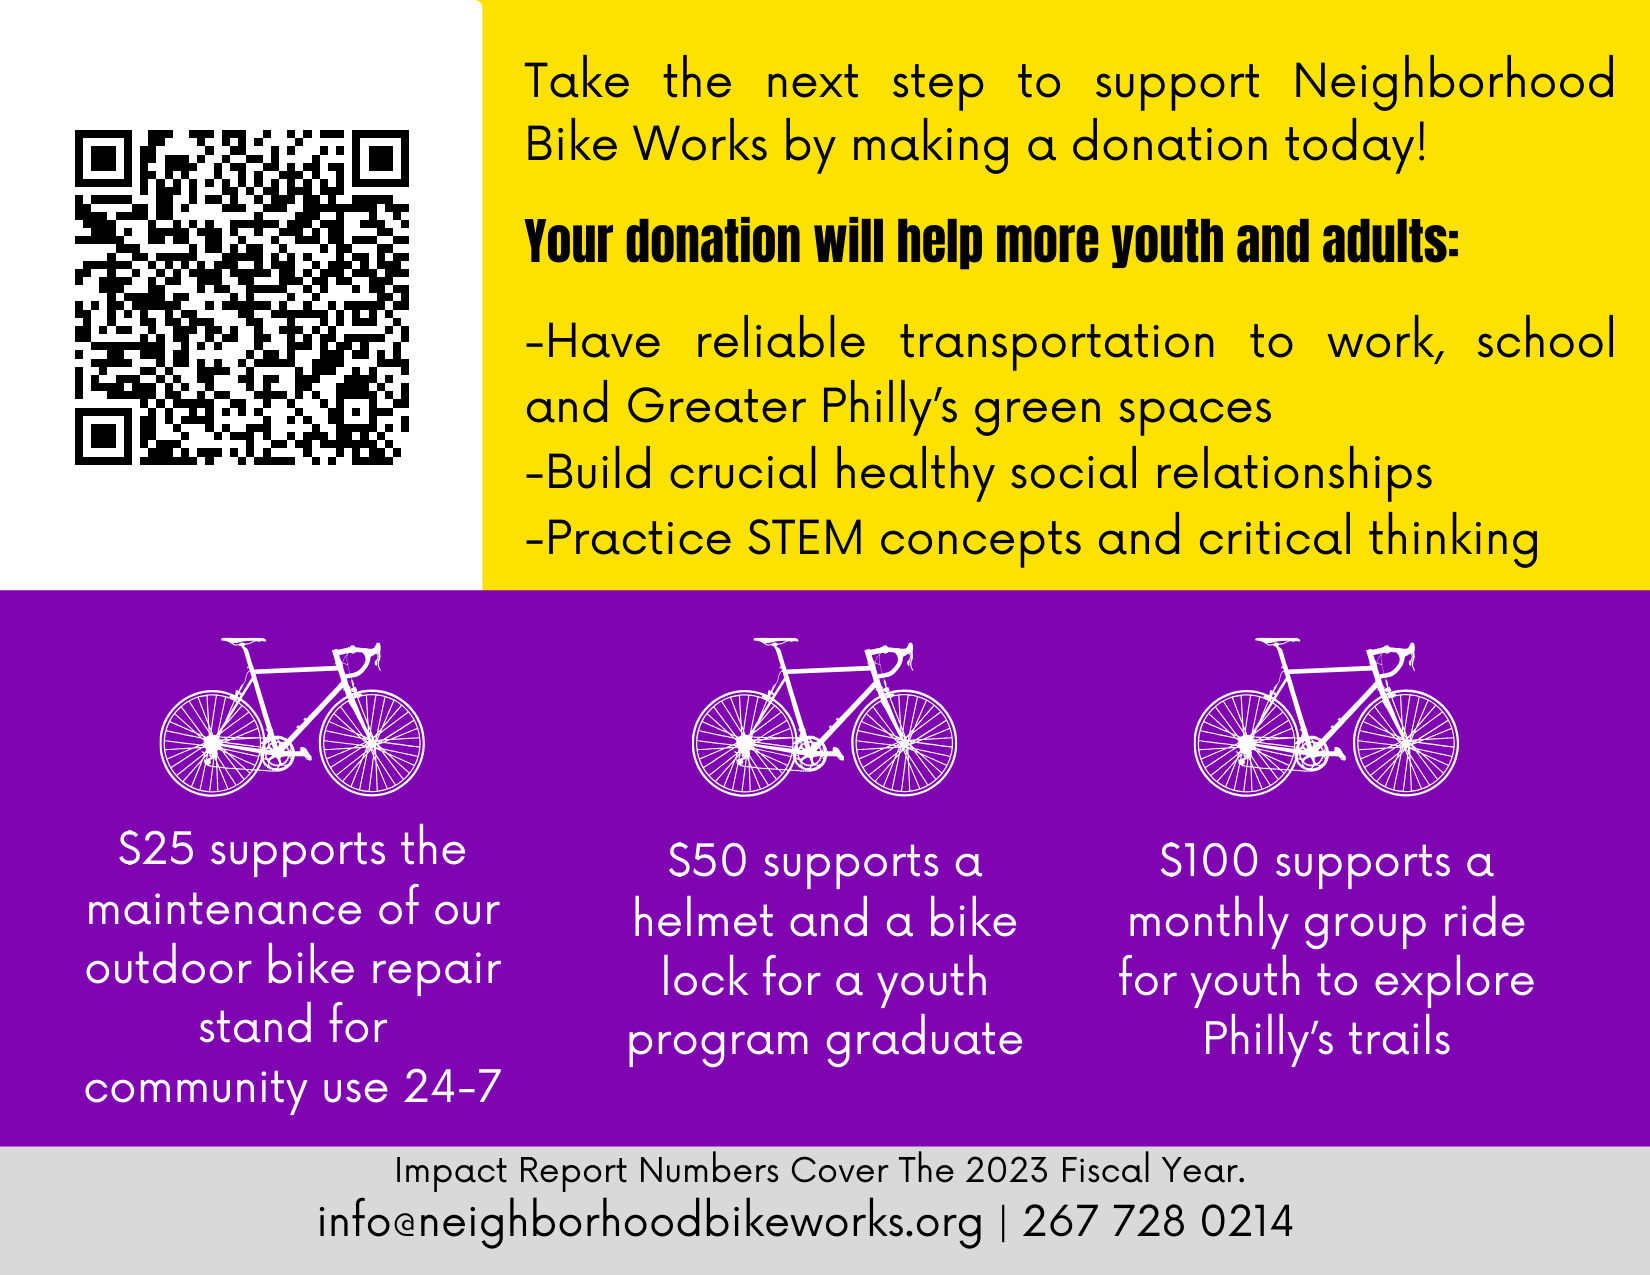 Take the next step to support Neighborhood
Bike Works by making a donation today!
Your donation will help more youth and adults:
-Have reliable transportation to work, school
and Greater Philly’s green spaces
-Build crucial healthy social relationships
-Practice STEM concepts and critical thinking
$25 supports the
maintenance of our
outdoor bike repair
stand for
community use 24-7
$50 supports a
helmet and a bike
lock for a youth
program graduate
$100 supports a
monthly group ride
for youth to explore
Philly’s trails
Impact Report Numbers Cover The 2023 Fiscal Year.
info@neighborhoodbikeworks.org | 267 728 0214